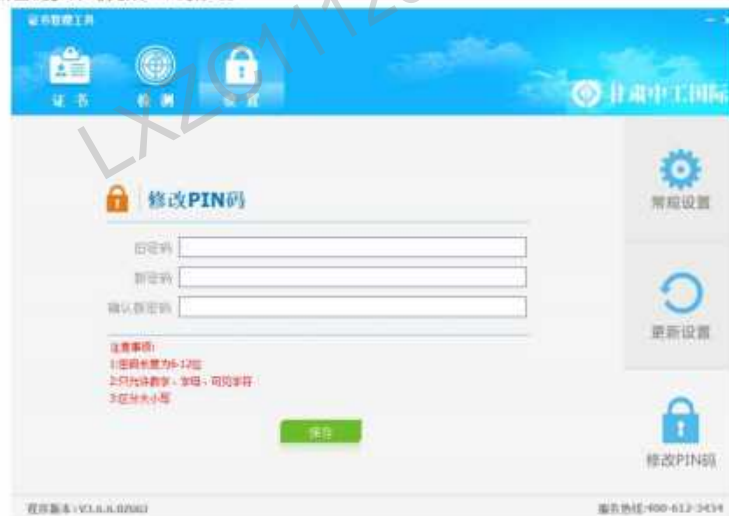 证书管理工具
LXZC111
证书 检测 设置
甘肃中工国际
修改PIN码
常规设置
旧密码
新密码
确认新密码
更新设置
注意事项:
1:密码长度为6-12位
2:只允许数字、字母、可见字符
3:区分大小写
保存
修改PIN码
服务热线:400-612-3434